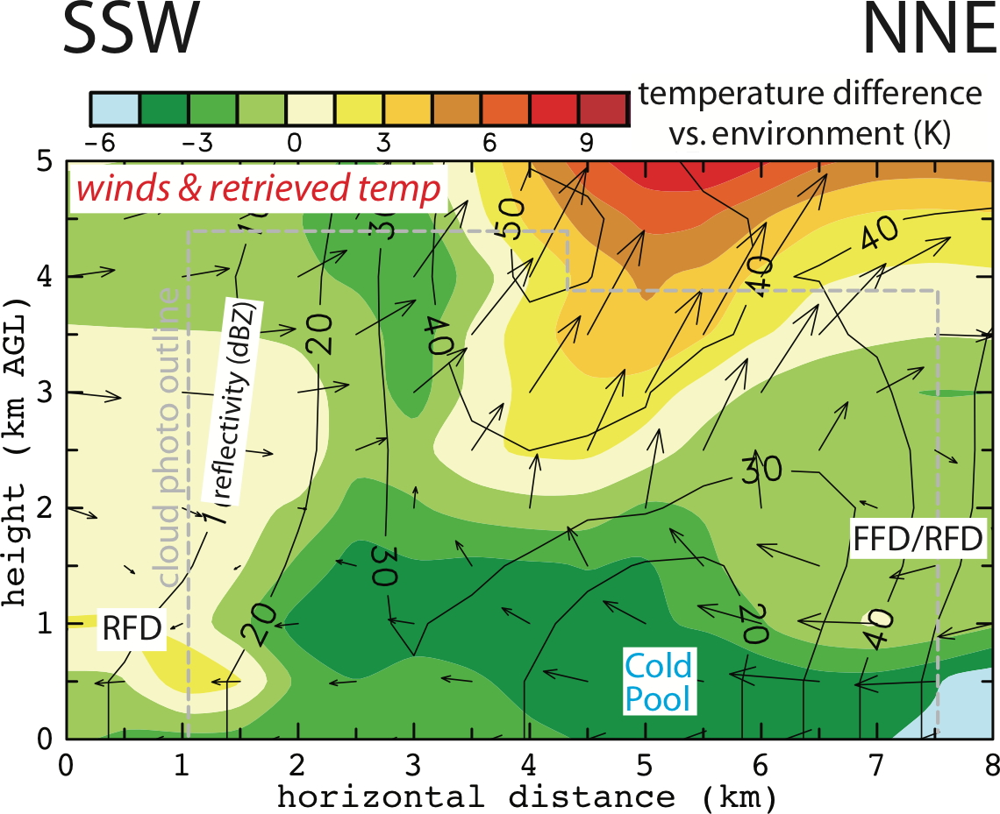 SSW NNE
temperature difference
vs. environment (K)
-6 -3 0 3 6 9
winds & retrieved temp
5
4
3
2
1
0
height (km AGL)
cloud photo outline
1 (reflectivity (dBZ)
10
20
30
40
50
40
40
30
30
20
20
40
RFD
FFD/RFD
Cold
Pool
0 1 2 3 4 5 6 7 8
horizontal distance (km)